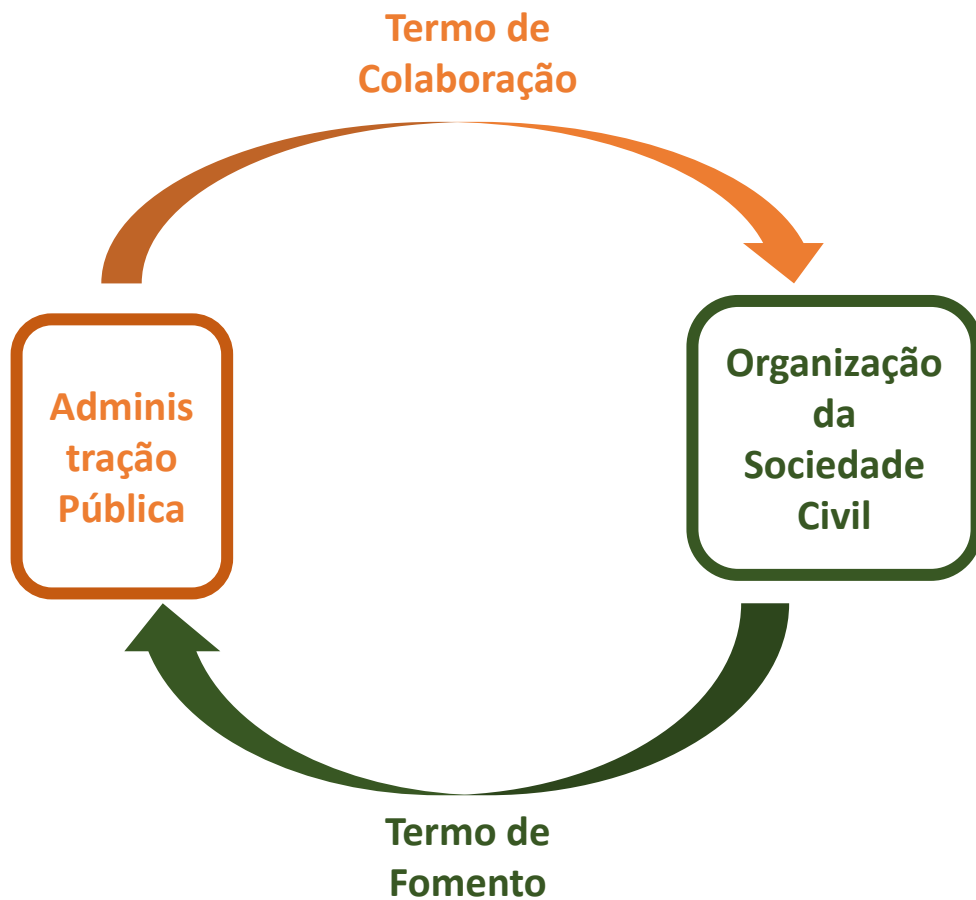 Termo de
Colaboração
Adminis
tração
Pública
Organização
da
Sociedade
Civil
Termo de
Fomento